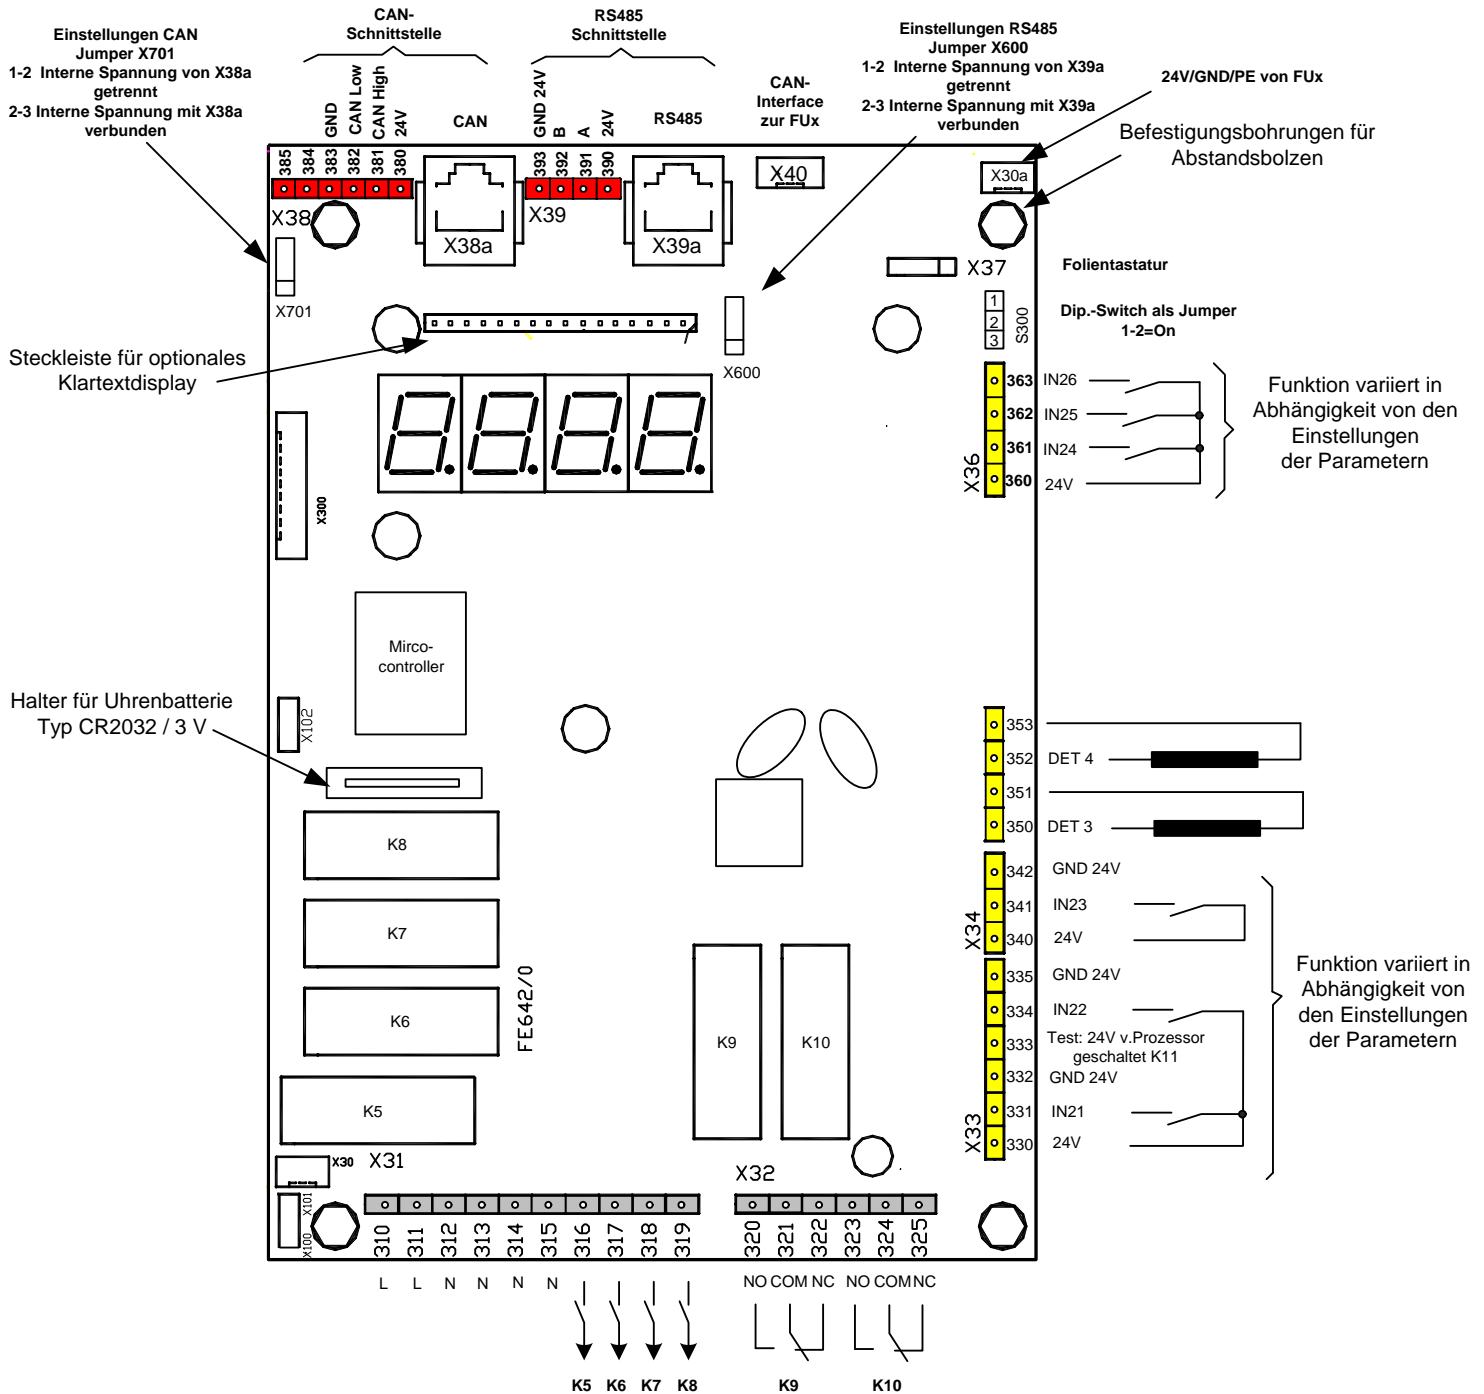 CAN-
Schnittstelle
RS485
Schnittstelle
Einstellungen CAN
Jumper X701
1-2 Interne Spannung von X38a
getrennt
2-3 Interne Spannung mit X38a
verbunden
Einstellungen RS485
Jumper X600
1-2 Interne Spannung von X39a
getrennt
2-3 Interne Spannung mit X39a
verbunden
24V/GND/PE von FUx
CAN-
Interface
zur FUx
Befestigungsbohrungen für
Abstandsbolzen
GND
CAN Low
CAN High
24V
CAN
GND 24V
B
A
24V
RS485
385
384
383
382
381
380
393
392
391
390
X38
X38a
X39
X39a
X40
X30a
X701
X600
X37
Folientastatur
1
2
3
S300
Dip.-Switch als Jumper
1-2=On
Steckleiste für optionales
Klartextdisplay
X36
363 IN26
362 IN25
361 IN24
360 24V
Funktion variiert in
Abhängigkeit von den
Einstellungen
der Parametern
X300
Mirco-
controller
Halter für Uhrenbatterie
Typ CR2032 / 3 V
X102
353
352 DET 4
351
350 DET 3
K8
K7
K6
K5
FE642/0
K9
K10
X34
342 GND 24V
341 IN23
340 24V
X33
335 GND 24V
334 IN22
333 Test: 24V v.Prozessor
geschaltet K11
332 GND 24V
331 IN21
330 24V
Funktion variiert in
Abhängigkeit von
den Einstellungen
der Parametern
X30
X31
X32
X101
X100
310
311
312
313
314
315
316
317
318
319
320
321
322
323
324
325
L
L
N
N
N
N
NO COM NC
NO COM NC
K5
K6
K7
K8
K9
K10